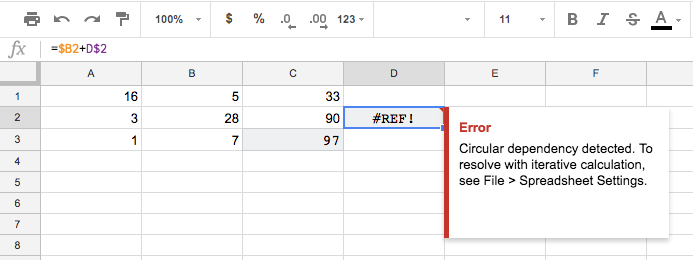 100% $ % .0 .00 123 11 B I S A
fx =$B2+D$2
A B C D E F
1 16 5 33
2 3 28 90 #REF!
3 1 7 97
4
5
6
7
8
Error
Circular dependency detected. To
resolve with iterative calculation,
see File > Spreadsheet Settings.